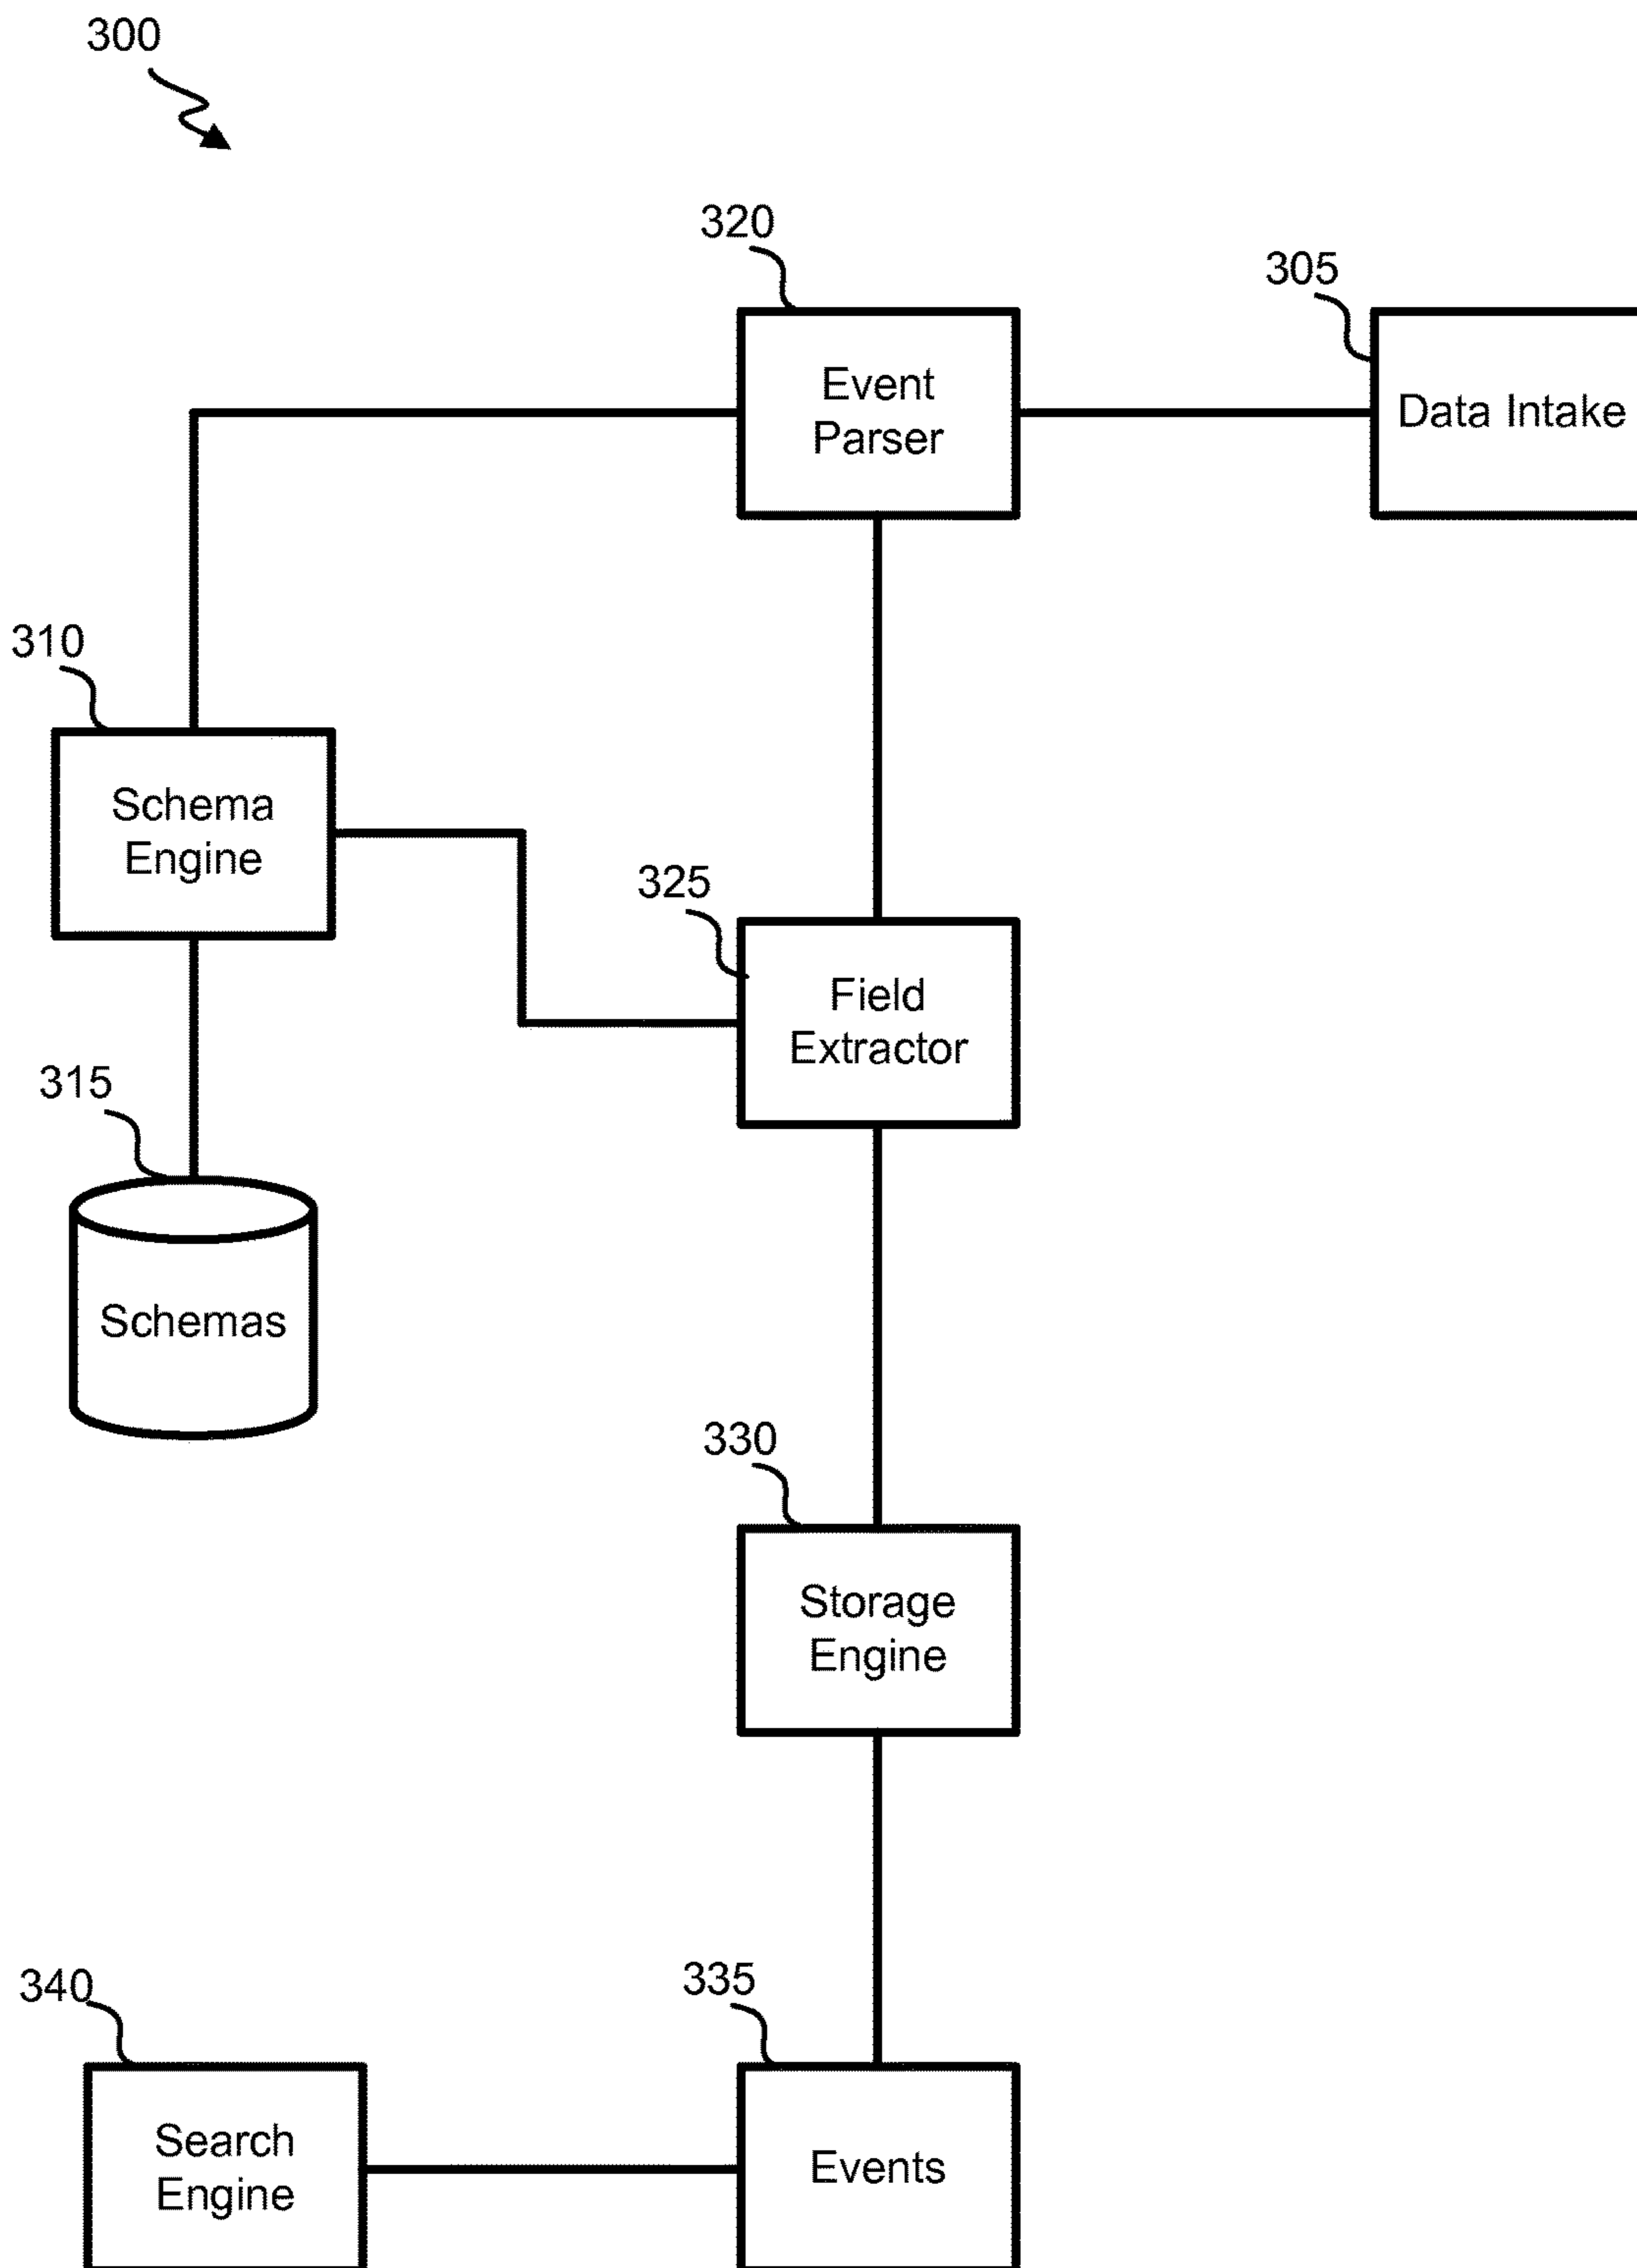 300
320
305
Event
Parser
Data Intake
310
Schema
Engine
325
Field
Extractor
315
Schemas
330
Storage
Engine
340
335
Search
Engine
Events